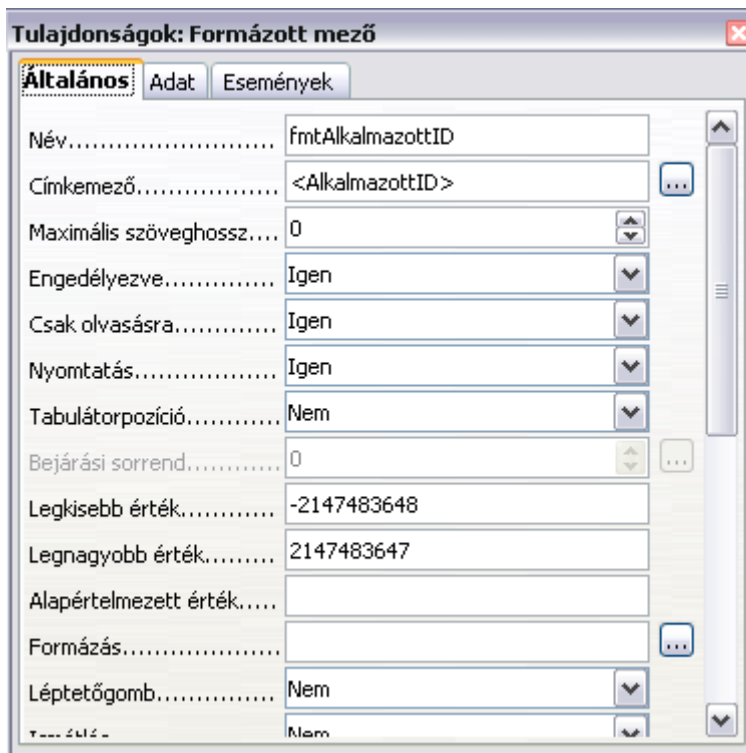 Tulajdonságok: Formázott mező
Általános Adat Események
Név.......................... fmtAlkalmazottID
Címkemező.................. <AlkalmazottID> ...
Maximális szöveghossz.... 0
Engedélyezve.............. Igen
Csak olvasásra............. Igen
Nyomtatás................... Igen
Tabulátorpozíció............ Nem
Bejárási sorrend............ 0 ...
Legkisebb érték............ -2147483648
Legnagyobb érték......... 2147483647
Alapértelmezett érték.....
Formázás..................... ...
Léptetőgomb............... Nem
Nem